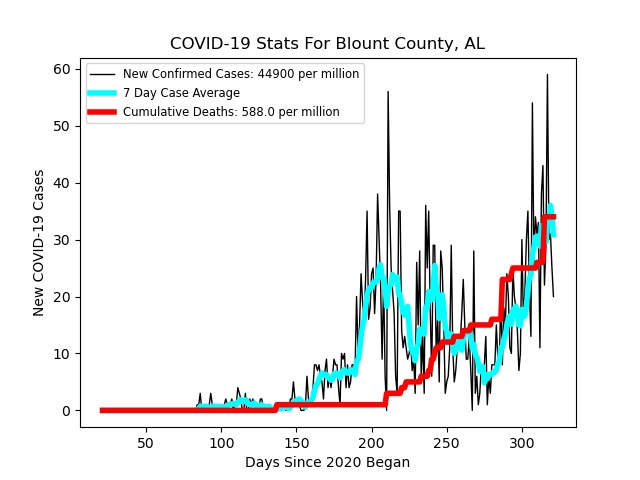 COVID-19 Stats For Blount County, AL
New Confirmed Cases: 44900 per million
7 Day Case Average
Cumulative Deaths: 588.0 per million
New COVID-19 Cases
60
50
40
30
20
10
0
50 100 150 200 250 300
Days Since 2020 Began